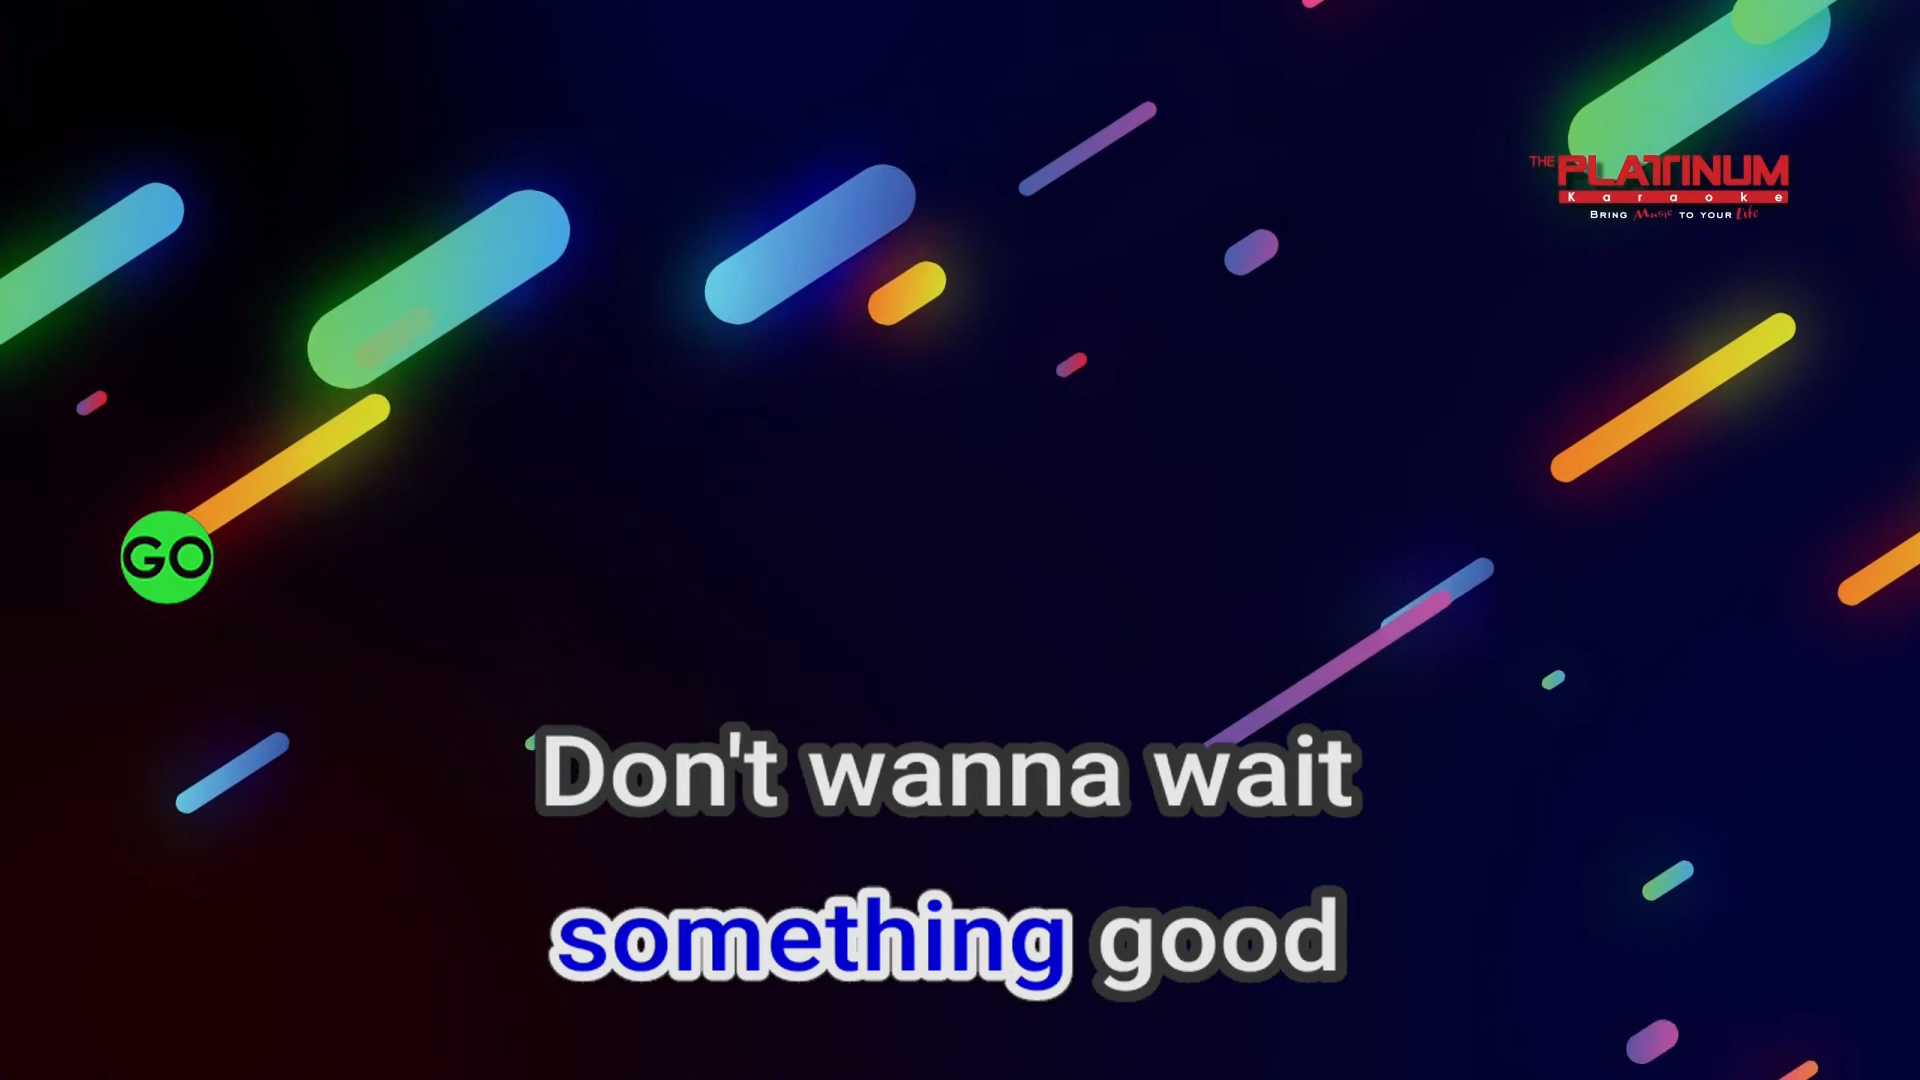 THE PLATINUM
Karaoke
BRING Music TO YOUR Life
GO
Don't wanna wait
something good